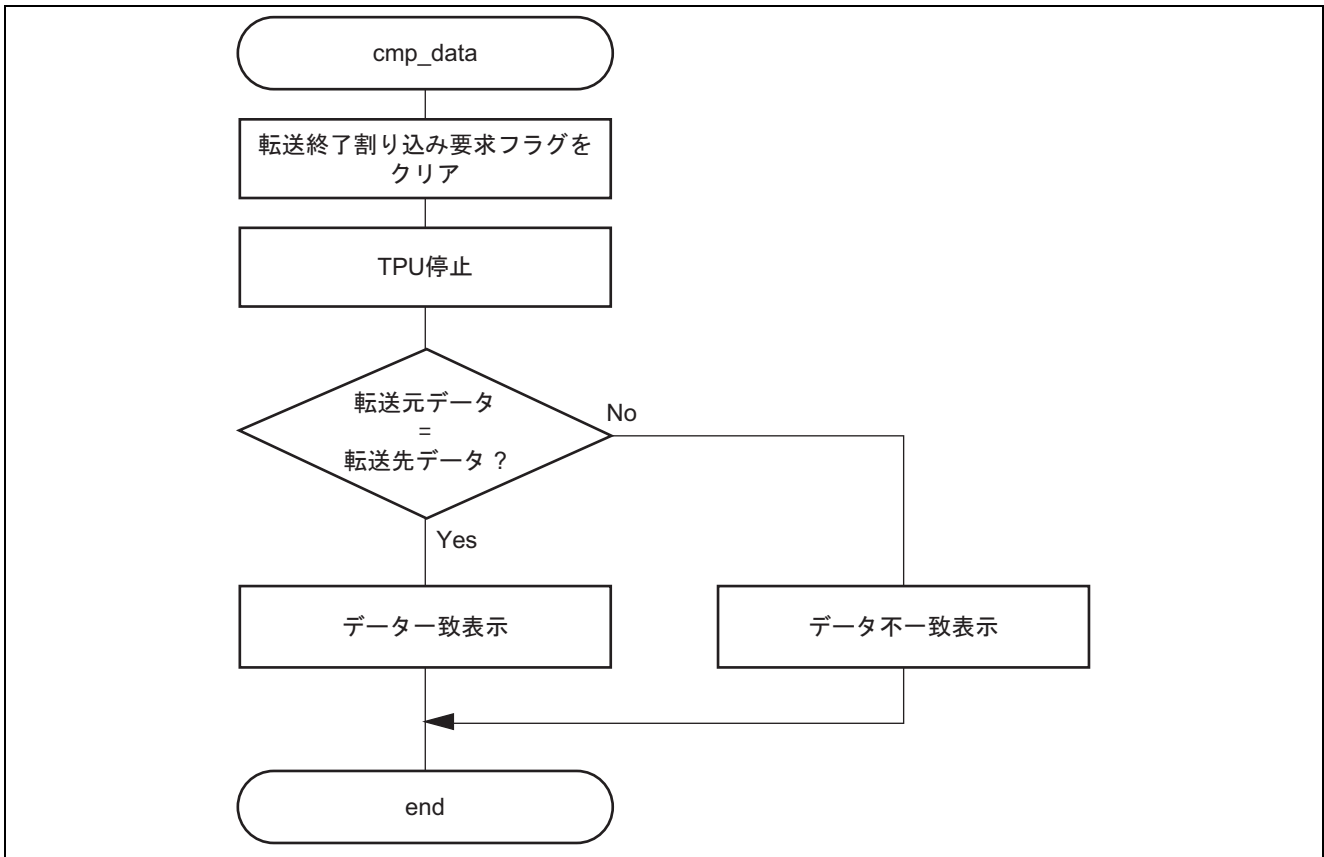 cmp_data
転送終了割り込み要求フラグを
クリア
TPU停止
転送元データ
=
転送先データ ?
No
Yes
データ一致表示
データ不一致表示
end